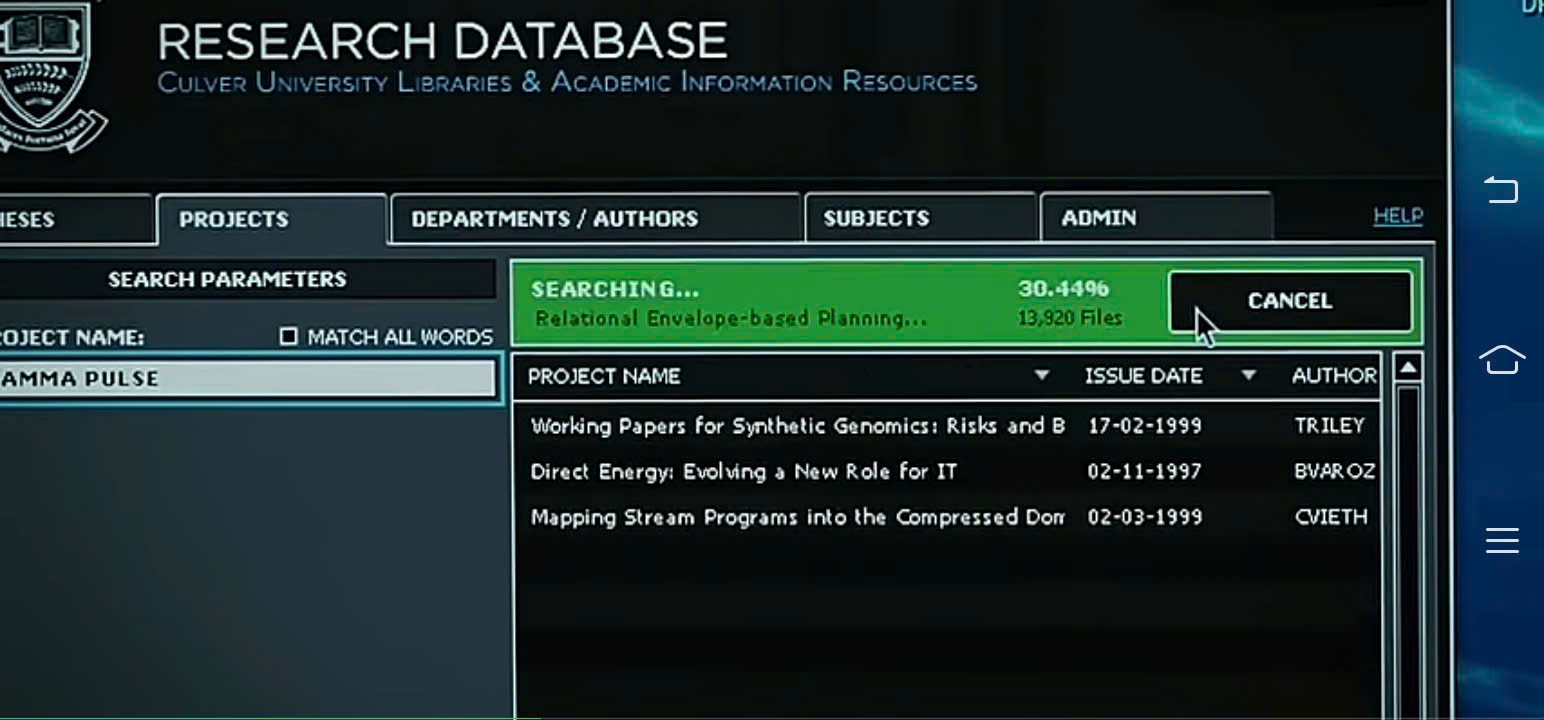 RESEARCH DATABASE
CULVER UNIVERSITY LIBRARIES & ACADEMIC INFORMATION RESOURCES
PROJECTS
DEPARTMENTS / AUTHORS
SUBJECTS
ADMIN
HELP
SEARCH PARAMETERS
SEARCHING...
30.44%
CANCEL
Relational Envelope-based Planning...
13,920 Files
OJECT NAME:
MATCH ALL WORDS
AMMA PULSE
PROJECT NAME
ISSUE DATE
AUTHOR
Working Papers for Synthetic Genomics: Risks and B 17-02-1999 TRILEY
Direct Energy: Evolving a New Role for IT 02-11-1997 BVAROZ
Mapping Stream Programs into the Compressed Dom 02-03-1999 CVIETH